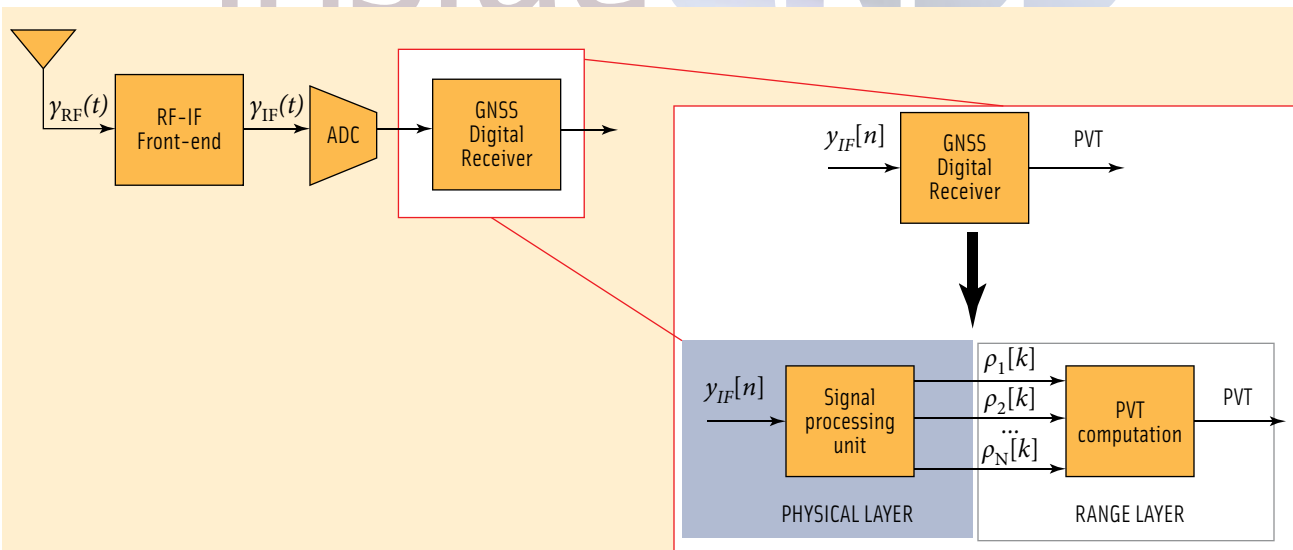 γRF(t)
RF-IF
Front-end
γIF(t)
ADC
GNSS
Digital
Receiver
yIF[n]
GNSS
Digital
Receiver
PVT
yIF[n]
Signal
processing
unit
ρ1[k]
ρ2[k]
...
ρN[k]
PVT
computation
PVT
PHYSICAL LAYER
RANGE LAYER